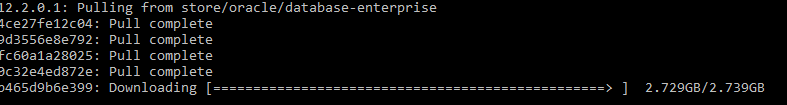 12.2.0.1: Pulling from store/oracle/database-enterprise
4ce27fe12c04: Pull complete
9d3556e8e792: Pull complete
fc60a1a28025: Pull complete
0c32e4ed872e: Pull complete
b465d9b6e399: Downloading [=================================================> ]  2.729GB/2.739GB